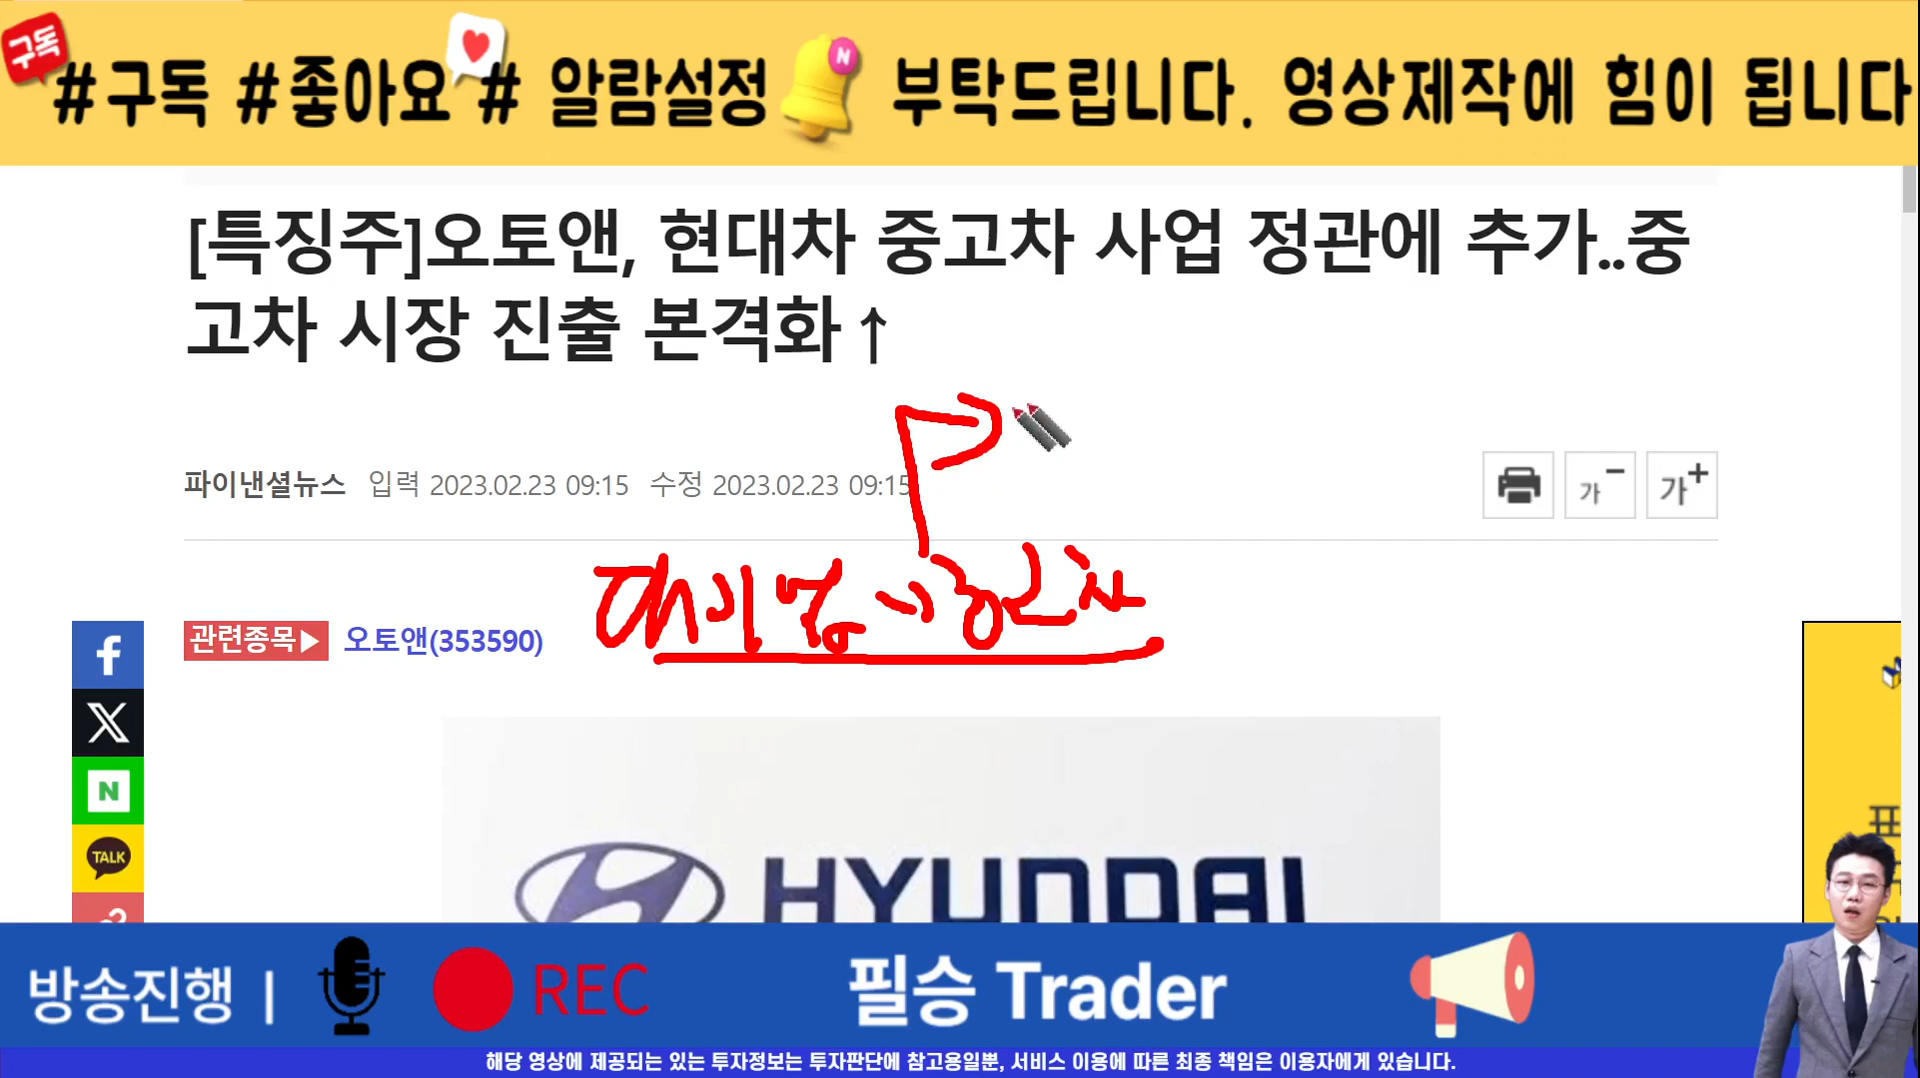 구독
#구독 #좋아요 # 알람설정 N 부탁드립니다. 영상제작에 힘이 됩니다
[특징주]오토앤, 현대차 중고차 사업 정관에 추가..중
고차 시장 진출 본격화↑
파이낸셜뉴스 입력 2023.02.23 09:15 수정 2023.02.23 09:15
가- 가+
관련종목▶ 오토앤(353590)
f
X
N
TALK
HYUNDAI
표
방송진행 | REC 필승 Trader
해당 영상에 제공되는 있는 투자정보는 투자판단에 참고용일뿐, 서비스 이용에 따른 최종 책임은 이용자에게 있습니다.